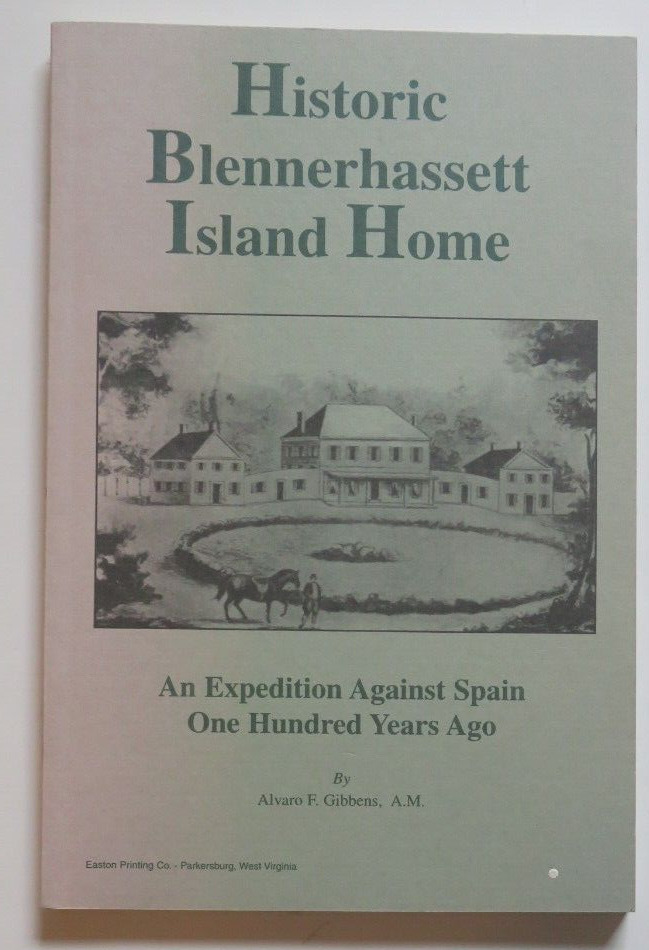 Historic
Blennerhassett
Island Home
An Expedition Against Spain
One Hundred Years Ago
By
Alvaro F. Gibbens, A.M.
Easton Printing Co. - Parkersburg, West Virginia